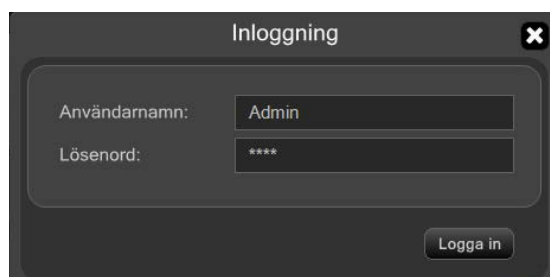 Inloggning
Användarnamn: Admin
Lösenord: ****
Logga in